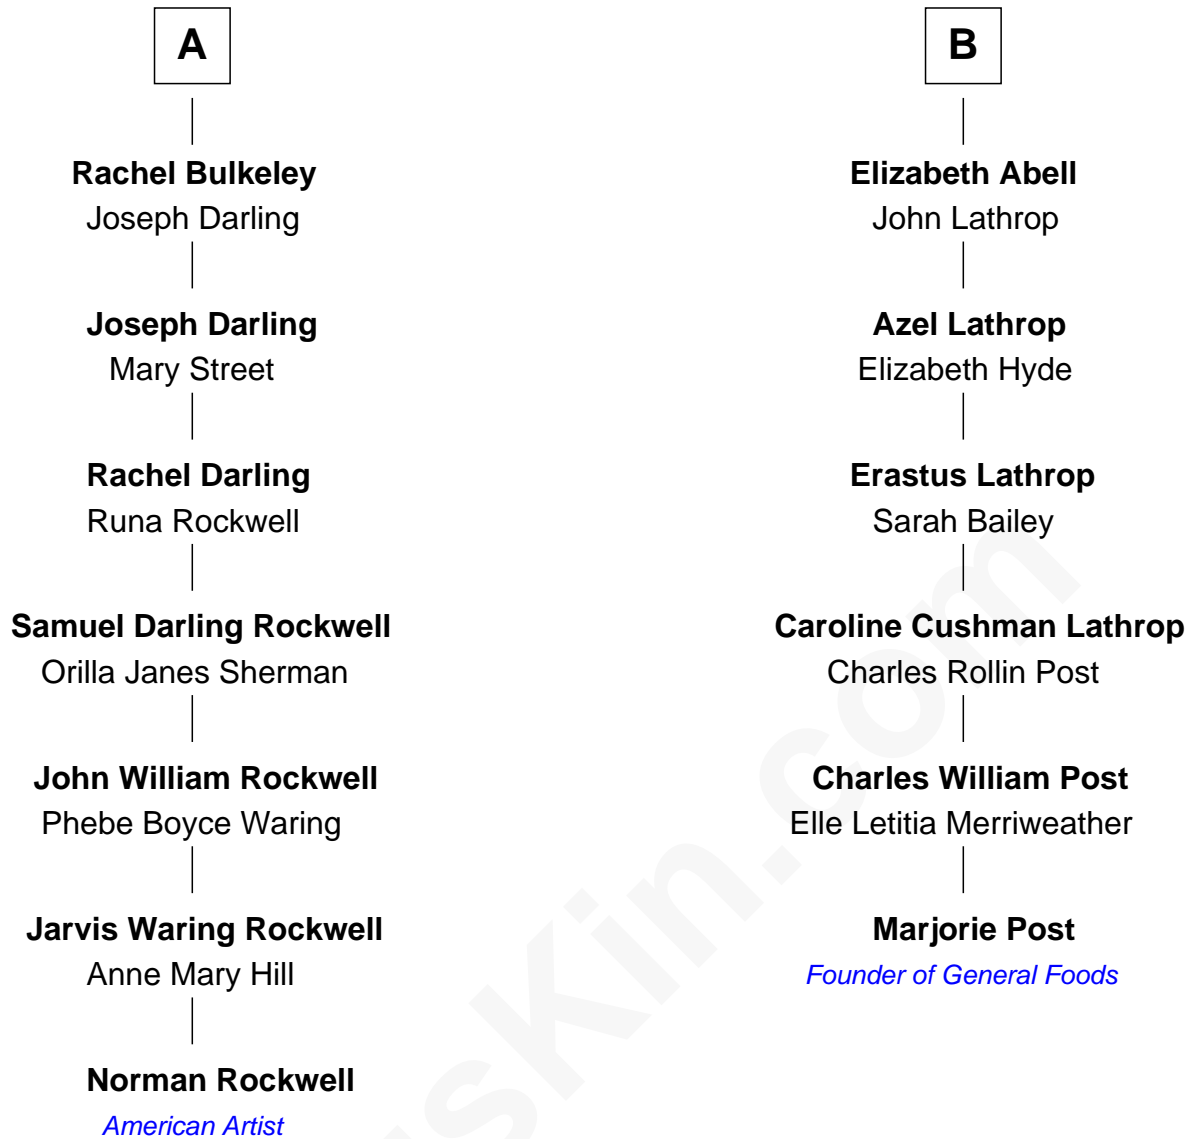 A
Rachel Bulkeley
Joseph Darling
Joseph Darling
Mary Street
Rachel Darling
Runa Rockwell
Samuel Darling Rockwell
Orilla Janes Sherman
John William Rockwell
Phebe Boyce Waring
Jarvis Waring Rockwell
Anne Mary Hill
Norman Rockwell
American Artist
B
Elizabeth Abell
John Lathrop
Azel Lathrop
Elizabeth Hyde
Erastus Lathrop
Sarah Bailey
Caroline Cushman Lathrop
Charles Rollin Post
Charles William Post
Elle Letitia Merriweather
Marjorie Post
Founder of General Foods
sKin.com